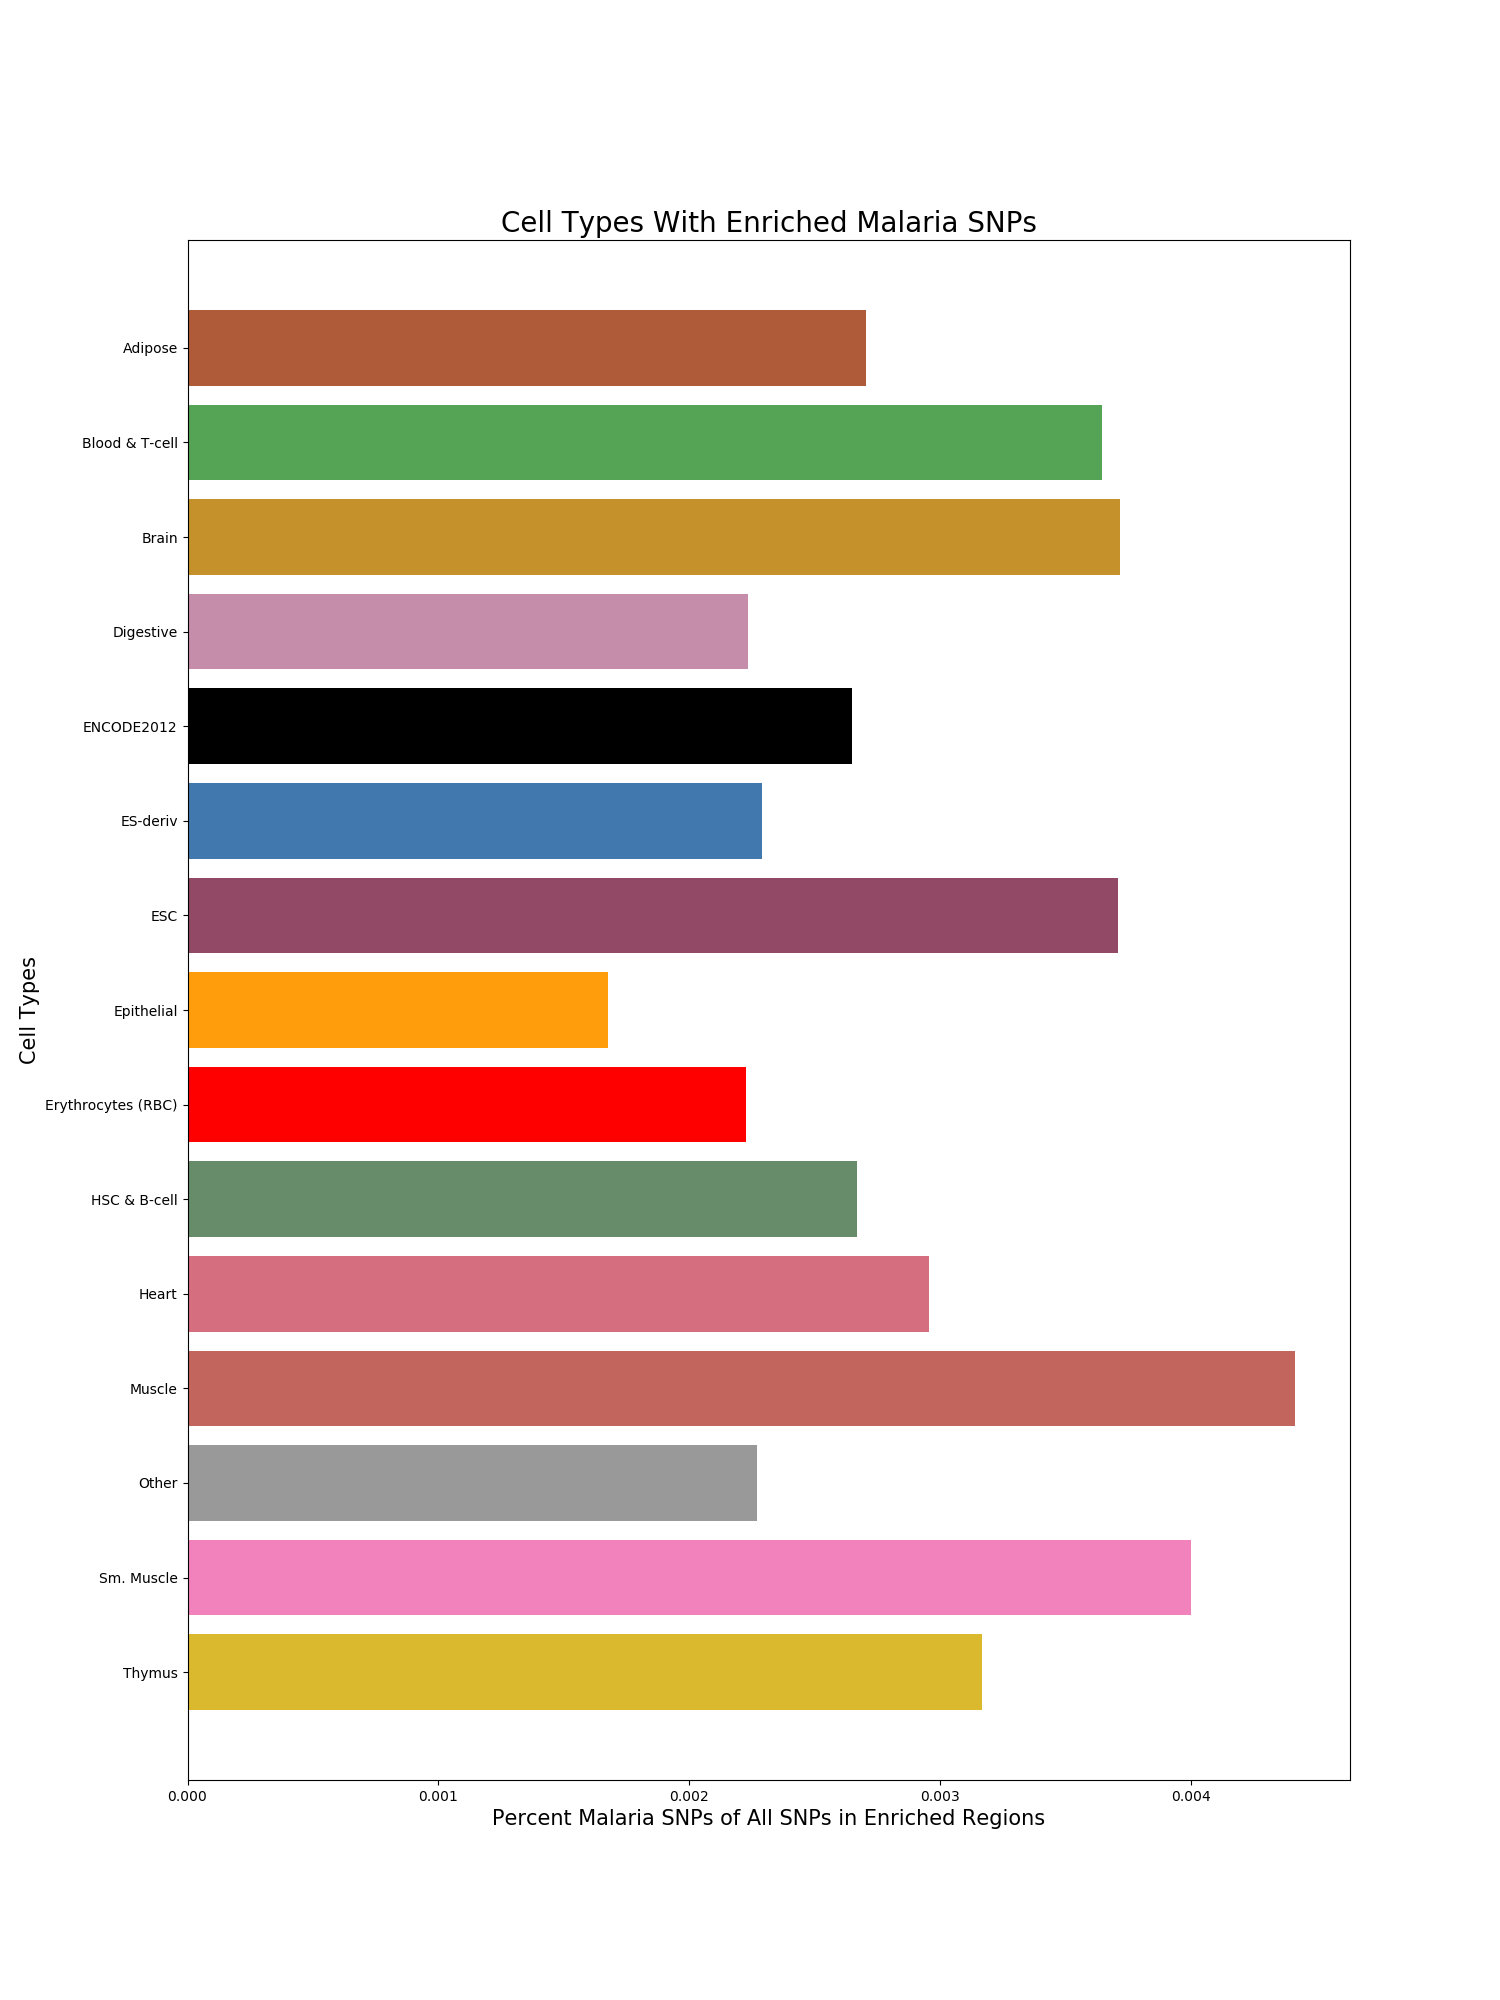 Cell Types With Enriched Malaria SNPs
Cell Types
Adipose
Blood & T-cell
Brain
Digestive
ENCODE2012
ES-deriv
ESC
Epithelial
Erythrocytes (RBC)
HSC & B-cell
Heart
Muscle
Other
Sm. Muscle
Thymus
0.000 0.001 0.002 0.003 0.004
Percent Malaria SNPs of All SNPs in Enriched Regions